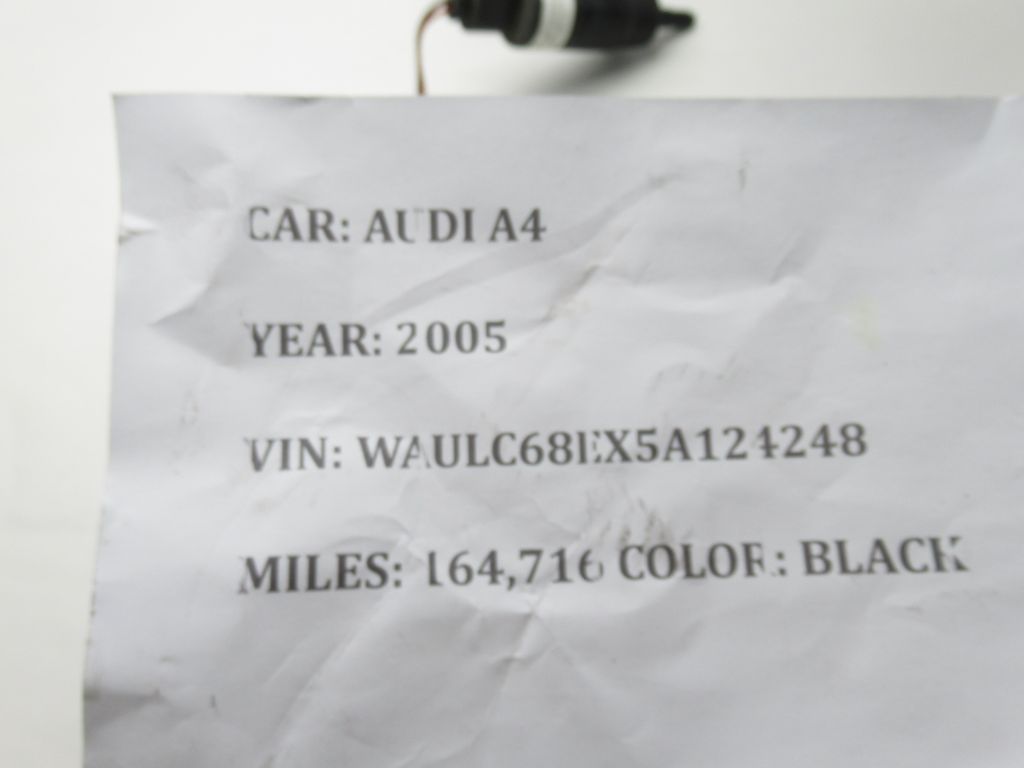 CAR: AUDI A4
YEAR: 2005
VIN: WAULC68EX5A124248
MILES: 164,716 COLOR: BLACK